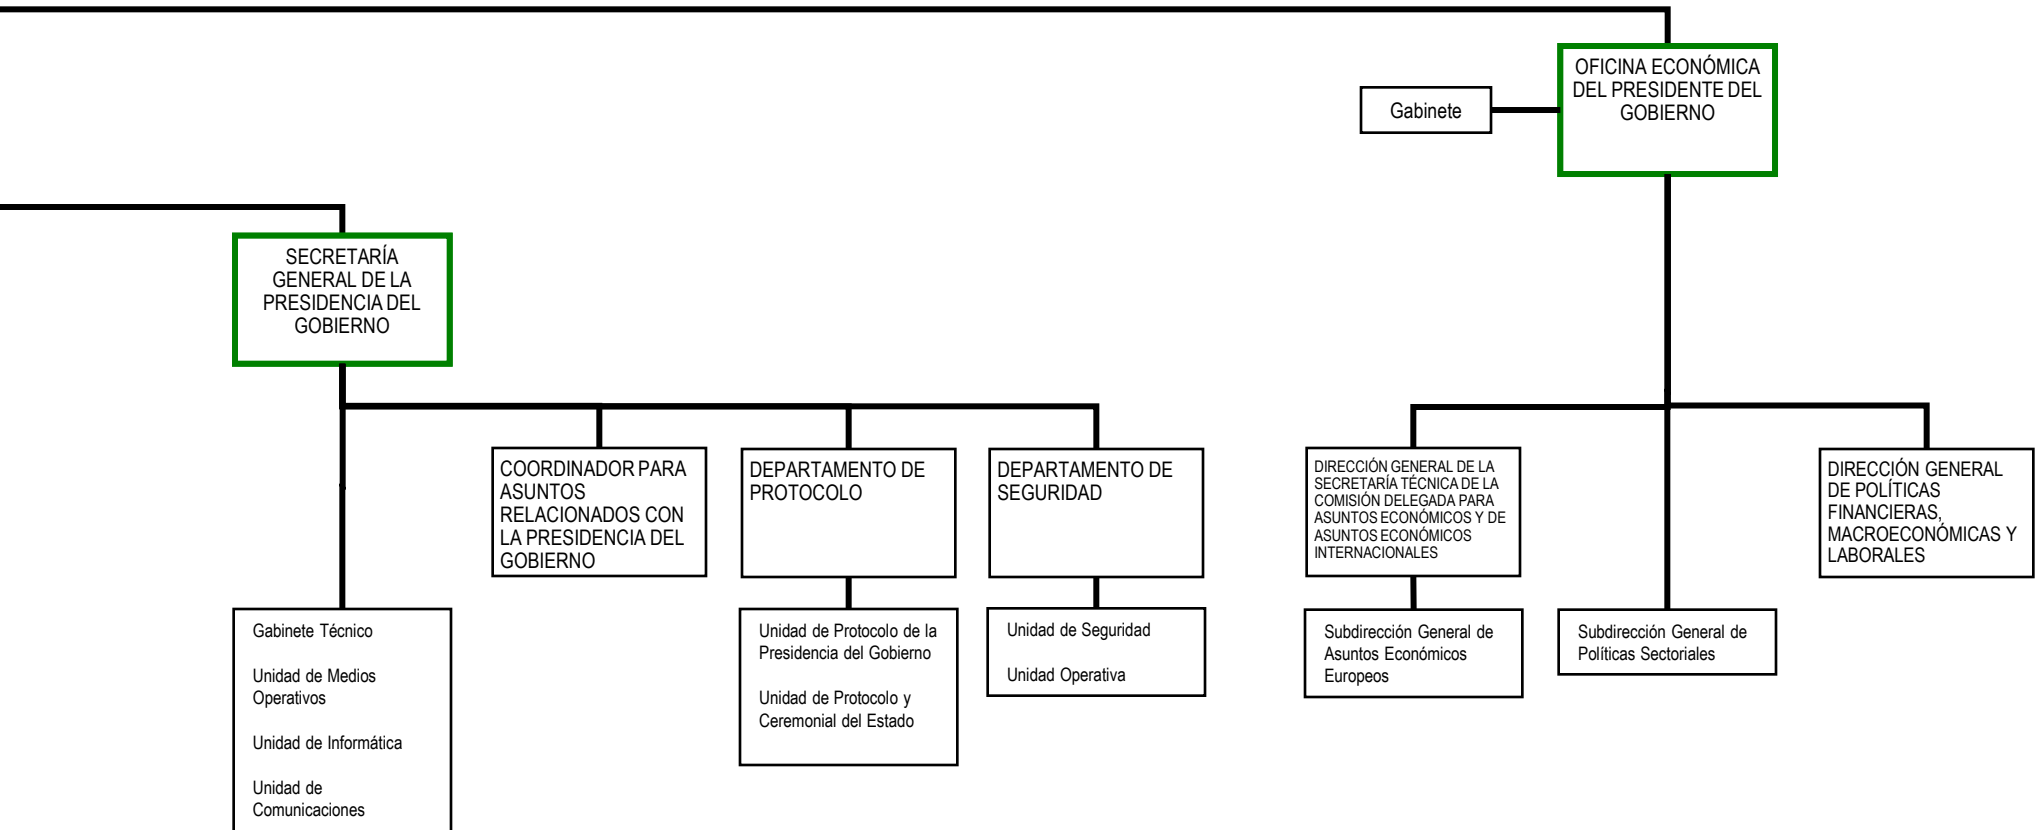 OFICINA ECONÓMICA
DEL PRESIDENTE DEL
GOBIERNO
Gabinete
SECRETARÍA
GENERAL DE LA
PRESIDENCIA DEL
GOBIERNO
COORDINADOR PARA
ASUNTOS
RELACIONADOS CON
LA PRESIDENCIA DEL
GOBIERNO
DEPARTAMENTO DE
PROTOCOLO
DEPARTAMENTO DE
SEGURIDAD
DIRECCIÓN GENERAL DE LA
SECRETARÍA TÉCNICA DE LA
COMISIÓN DELEGADA PARA
ASUNTOS ECONÓMICOS Y DE
ASUNTOS ECONÓMICOS
INTERNACIONALES
DIRECCIÓN GENERAL
DE POLÍTICAS
FINANCIERAS,
MACROECONÓMICAS Y
LABORALES
Gabinete Técnico
Unidad de Medios
Operativos
Unidad de Informática
Unidad de
Comunicaciones
Unidad de Protocolo de la
Presidencia del Gobierno
Unidad de Protocolo y
Ceremonial del Estado
Unidad de Seguridad
Unidad Operativa
Subdirección General de
Asuntos Económicos
Europeos
Subdirección General de
Políticas Sectoriales